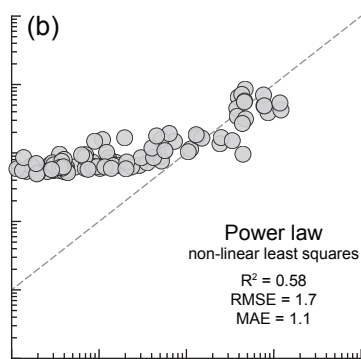 (b)
Power law
non-linear least squares
R² = 0.58
RMSE = 1.7
MAE = 1.1